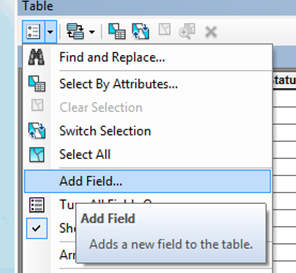 Table
Find and Replace...
Select By Attributes...
Clear Selection
Switch Selection
Select All
Add Field...
Add Field
Adds a new field to the table.